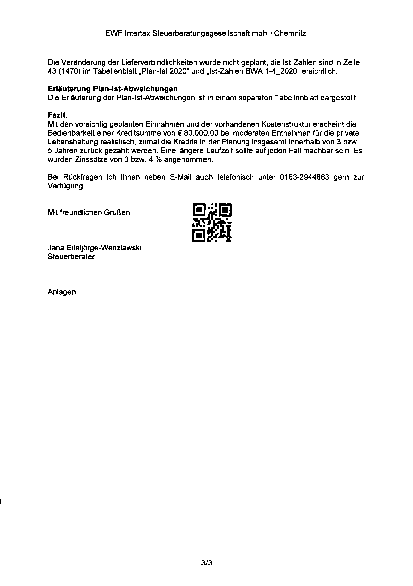 EWF Intertax Steuerberatungsgesellschaft mbH • Chemnitz
Die Veränderung der Lieferverbindlichkeiten wurde nicht geplant, die Ist Zahlen sind in Zeile
43 (1470) im Tabellenblatt „Plan-Ist 2020" und „Ist-Zahlen BWA 1-4_2020" ersichtlich.
Erläuterung Plan-Ist-Abweichungen
Die Erläuterung der Plan-Ist-Abweichungen ist in einem separaten Tabellenblatt dargestellt
Fazit:
Mit den vorsichtig geplanten Einnahmen und der vorhandenen Kostenstruktur erscheint die
Bedienbarkeit einer Kreditsumme von € 80.000,00 bei moderaten Entnahmen für die private
Lebenshaltung realistisch, zumal die Kredite in der Planung insgesamt innerhalb von 3 bzw.
5 Jahren zurück gezahlt werden. Eine längere Laufzeit sollte auf jeden Fall machbar sein. Es
wurden Zinssätze von 3 bzw. 4 % angenommen.
Bei Rückfragen ich Ihnen neben E-Mail auch telefonisch unter 0163-2944863 gern zur
Verfügung
Mit freundlichen Grüßen
Jana
Steuerberater
Anlagen
3/3